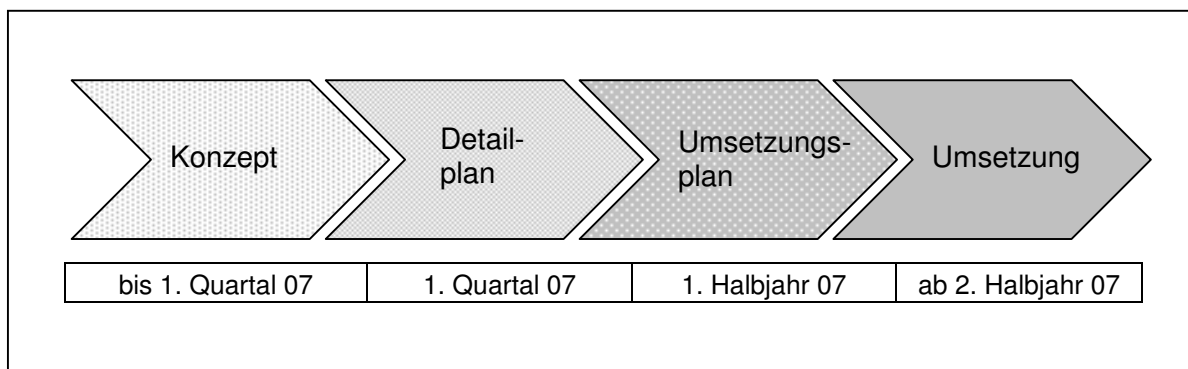 Konzept
Detail-
plan
Umsetzungs-
plan
Umsetzung
bis 1. Quartal 07
1. Quartal 07
1. Halbjahr 07
ab 2. Halbjahr 07